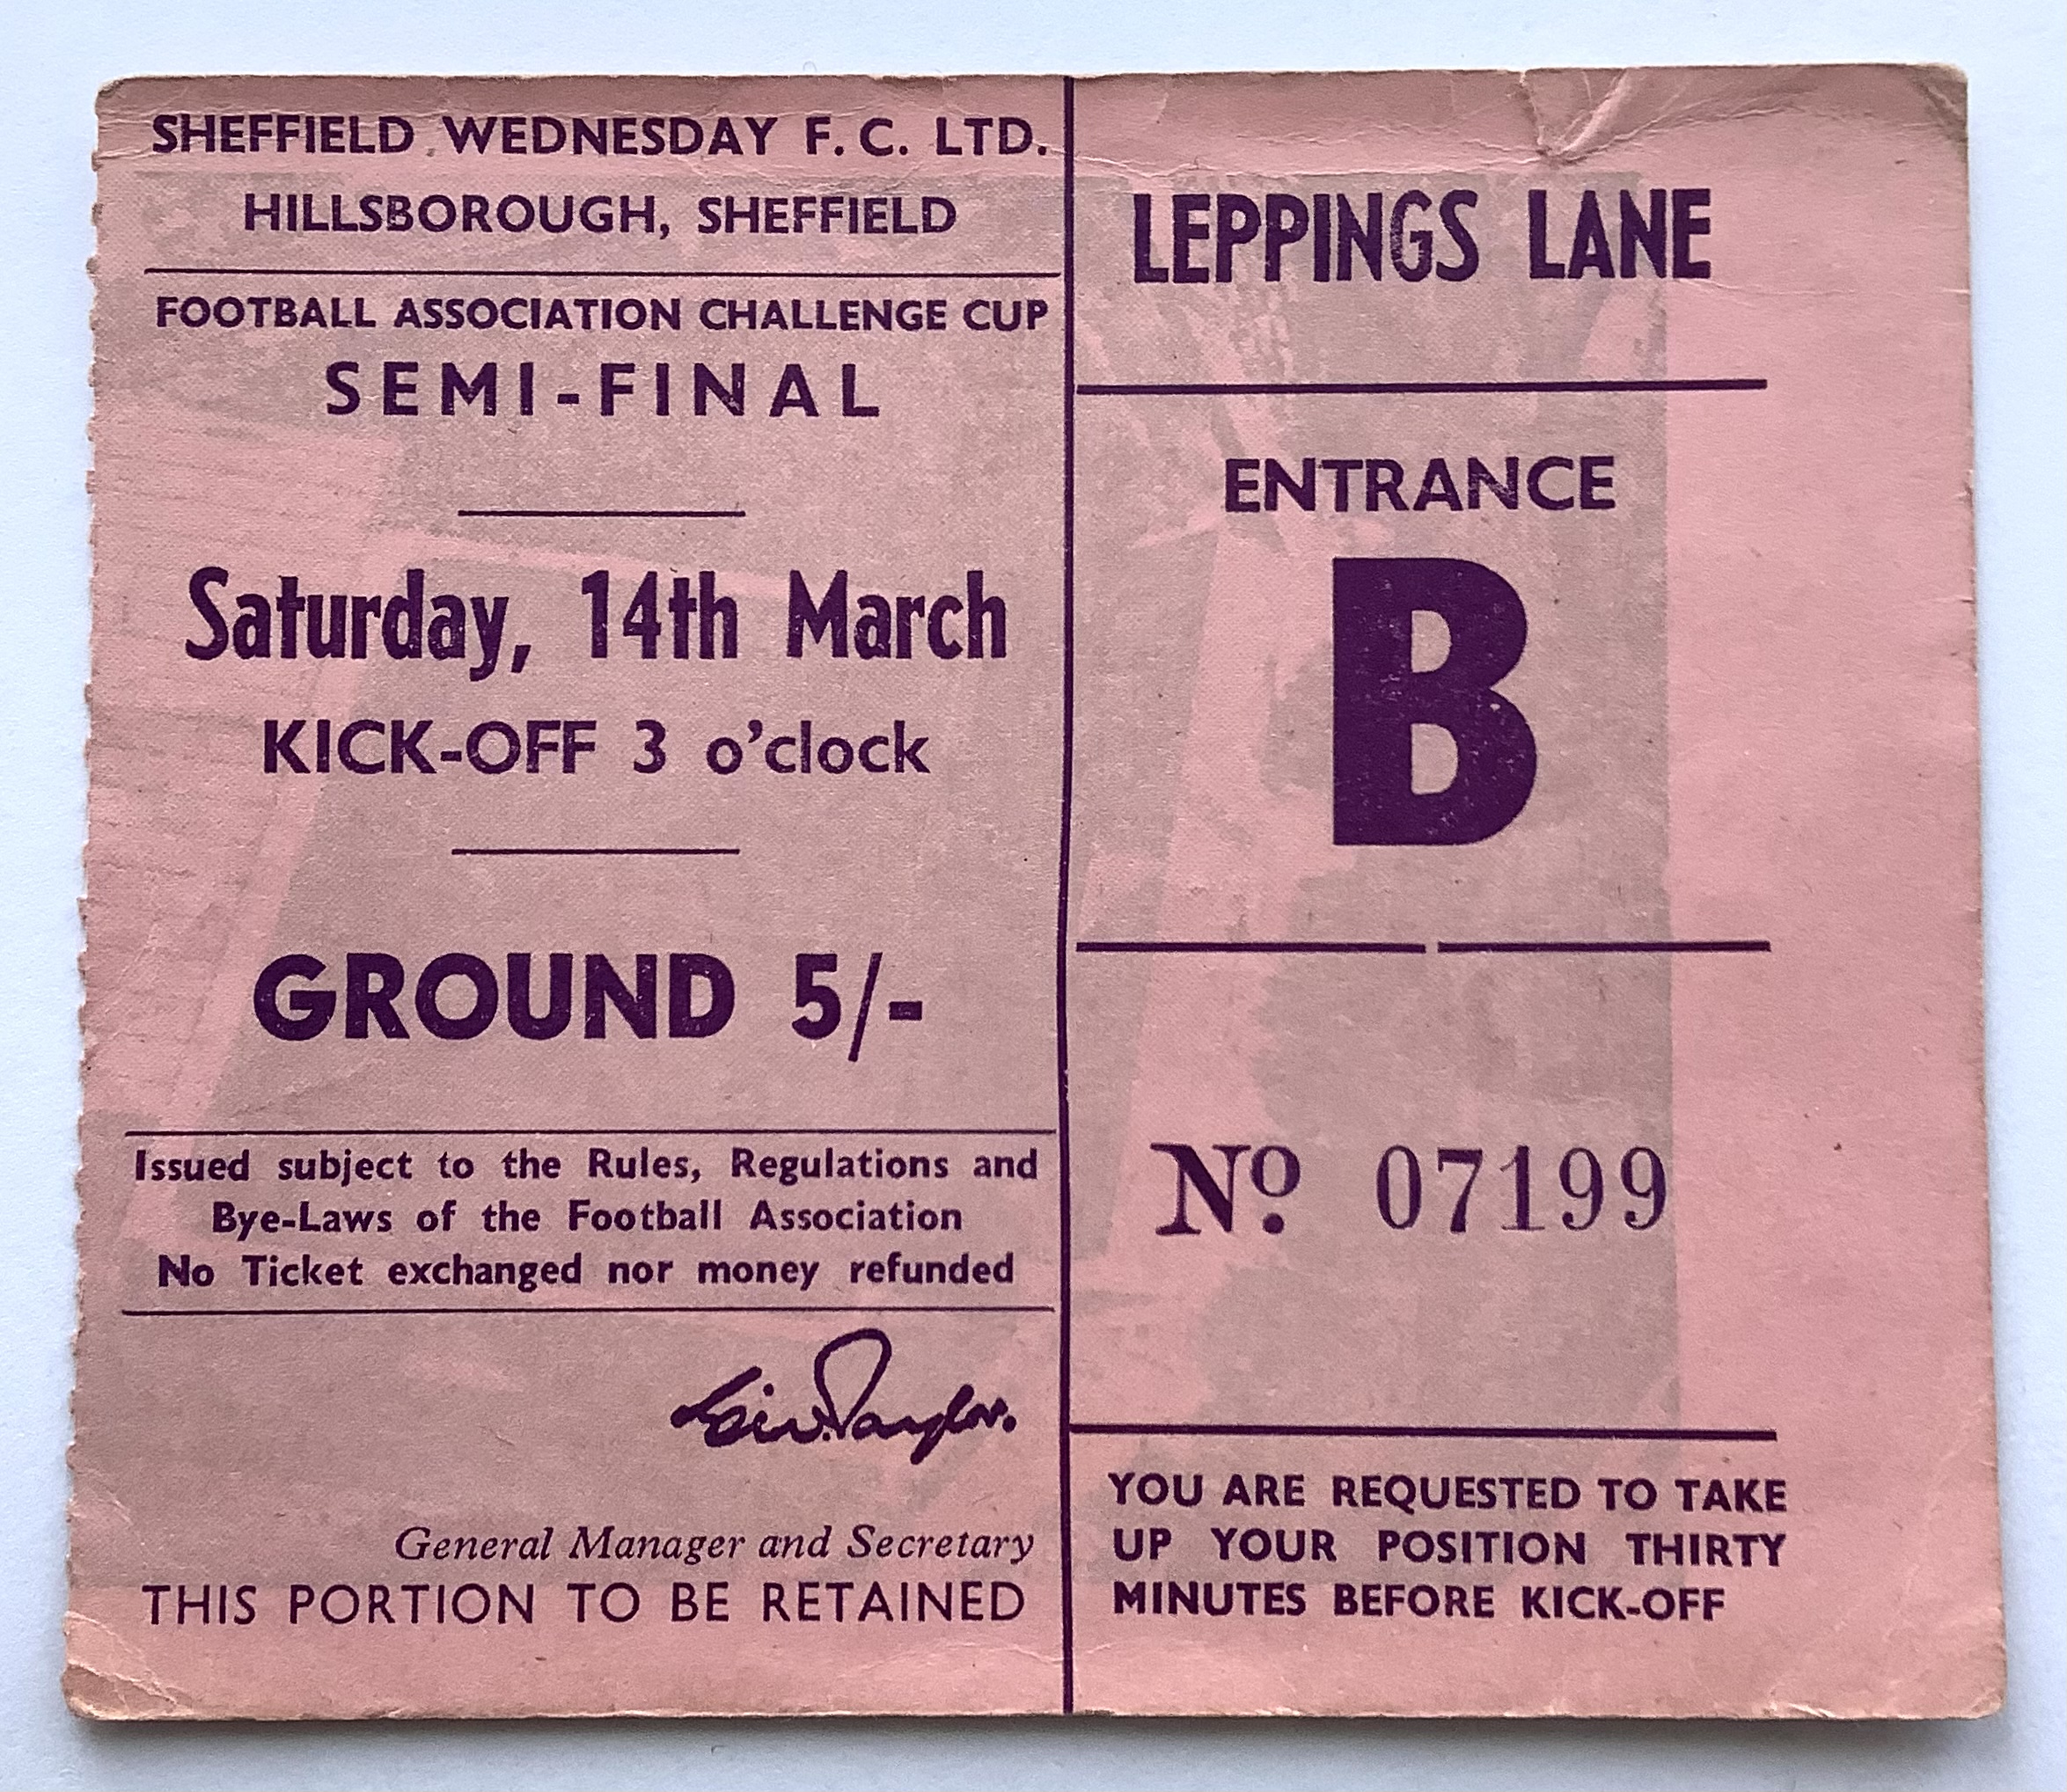 SHEFFIELD WEDNESDAY F.C. LTD.
HILLSBOROUGH, SHEFFIELD
FOOTBALL ASSOCIATION CHALLENGE CUP
SEMI-FINAL
Saturday, 14th March
KICK-OFF 3 o'clock
GROUND 5/-
Issued subject to the Rules, Regulations and
Bye-Laws of the Football Association
No Ticket exchanged nor money refunded
Eric W. Taylor.
General Manager and Secretary
THIS PORTION TO BE RETAINED
LEPPINGS LANE
ENTRANCE
B
Nº 07199
YOU ARE REQUESTED TO TAKE
UP YOUR POSITION THIRTY
MINUTES BEFORE KICK-OFF